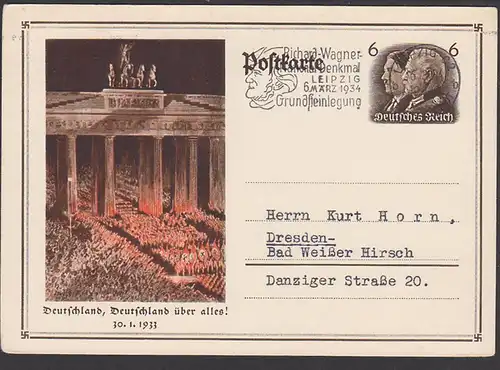 Postkarte
Richard-Wagner-
National-Denkmal
LEIPZIG
6.MÄRZ 1934
Grundsteinlegung
6 6
Deutsches Reich
Herrn Kurt Horn,
Dresden-
Bad Weißer Hirsch
Danziger Straße 20.
Deutschland, Deutschland über alles!
30. 1. 1933